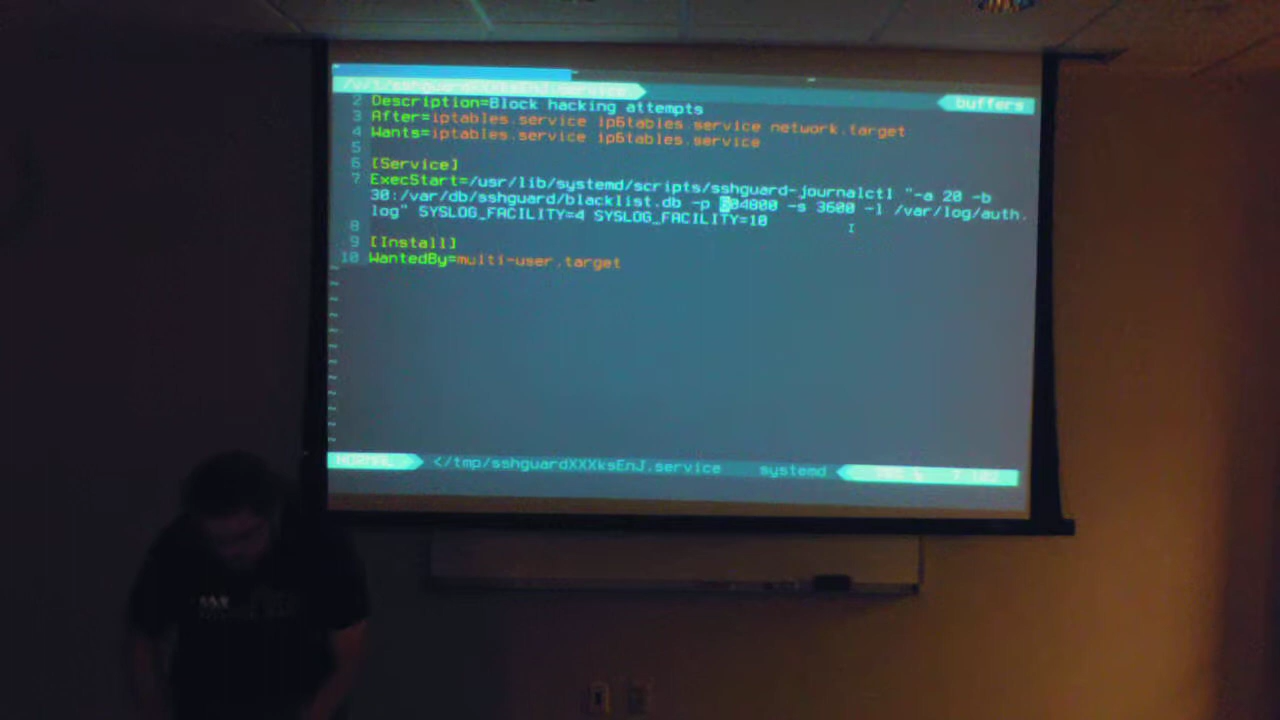 buffers
2 Description=Block hacking attempts
3 After=iptables.service ip6tables.service network.target
4 Wants=iptables.service ip6tables.service
5
6 [Service]
7 ExecStart=/usr/lib/systemd/scripts/sshguard-journalctl "-a 20 -b
30:/var/db/sshguard/blacklist.db -p 604800 -s 3600 -l /var/log/auth.
log" SYSLOG_FACILITY=4 SYSLOG_FACILITY=10
8
9 [Install]
10 WantedBy=multi-user.target
~
~
~
~
~
~
~
~
~
~
~
~
NORMAL </tmp/sshguardXXXksEnJ.service systemd